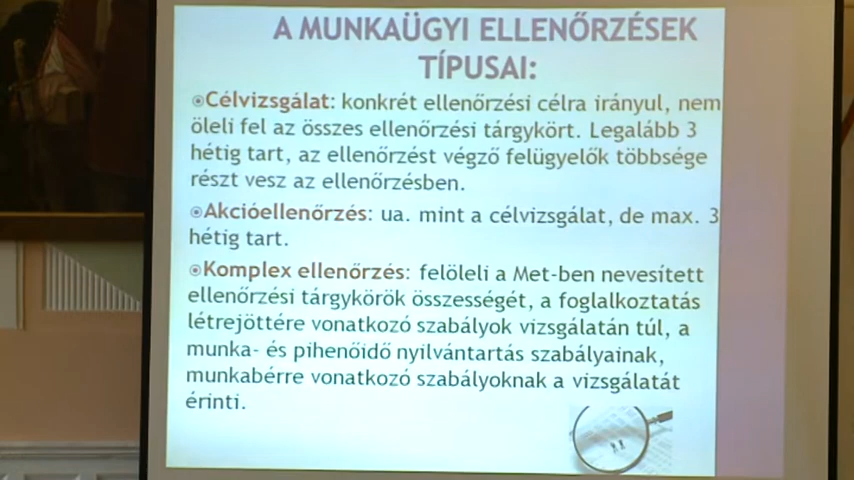 A MUNKAÜGYI ELLENŐRZÉSEK
TÍPUSAI:
Célvizsgálat: konkrét ellenőrzési célra irányul, nem
öleli fel az összes ellenőrzési tárgykört. Legalább 3
hétig tart, az ellenőrzést végző felügyelők többsége
részt vesz az ellenőrzésben.
Akcióellenőrzés: ua. mint a célvizsgálat, de max. 3
hétig tart.
Komplex ellenőrzés: felöleli a Met-ben nevesített
ellenőrzési tárgykörök összességét, a foglalkoztatás
létrejöttére vonatkozó szabályok vizsgálatán túl, a
munka- és pihenőidő nyilvántartás szabályainak,
munkabérre vonatkozó szabályoknak a vizsgálatát
érinti.